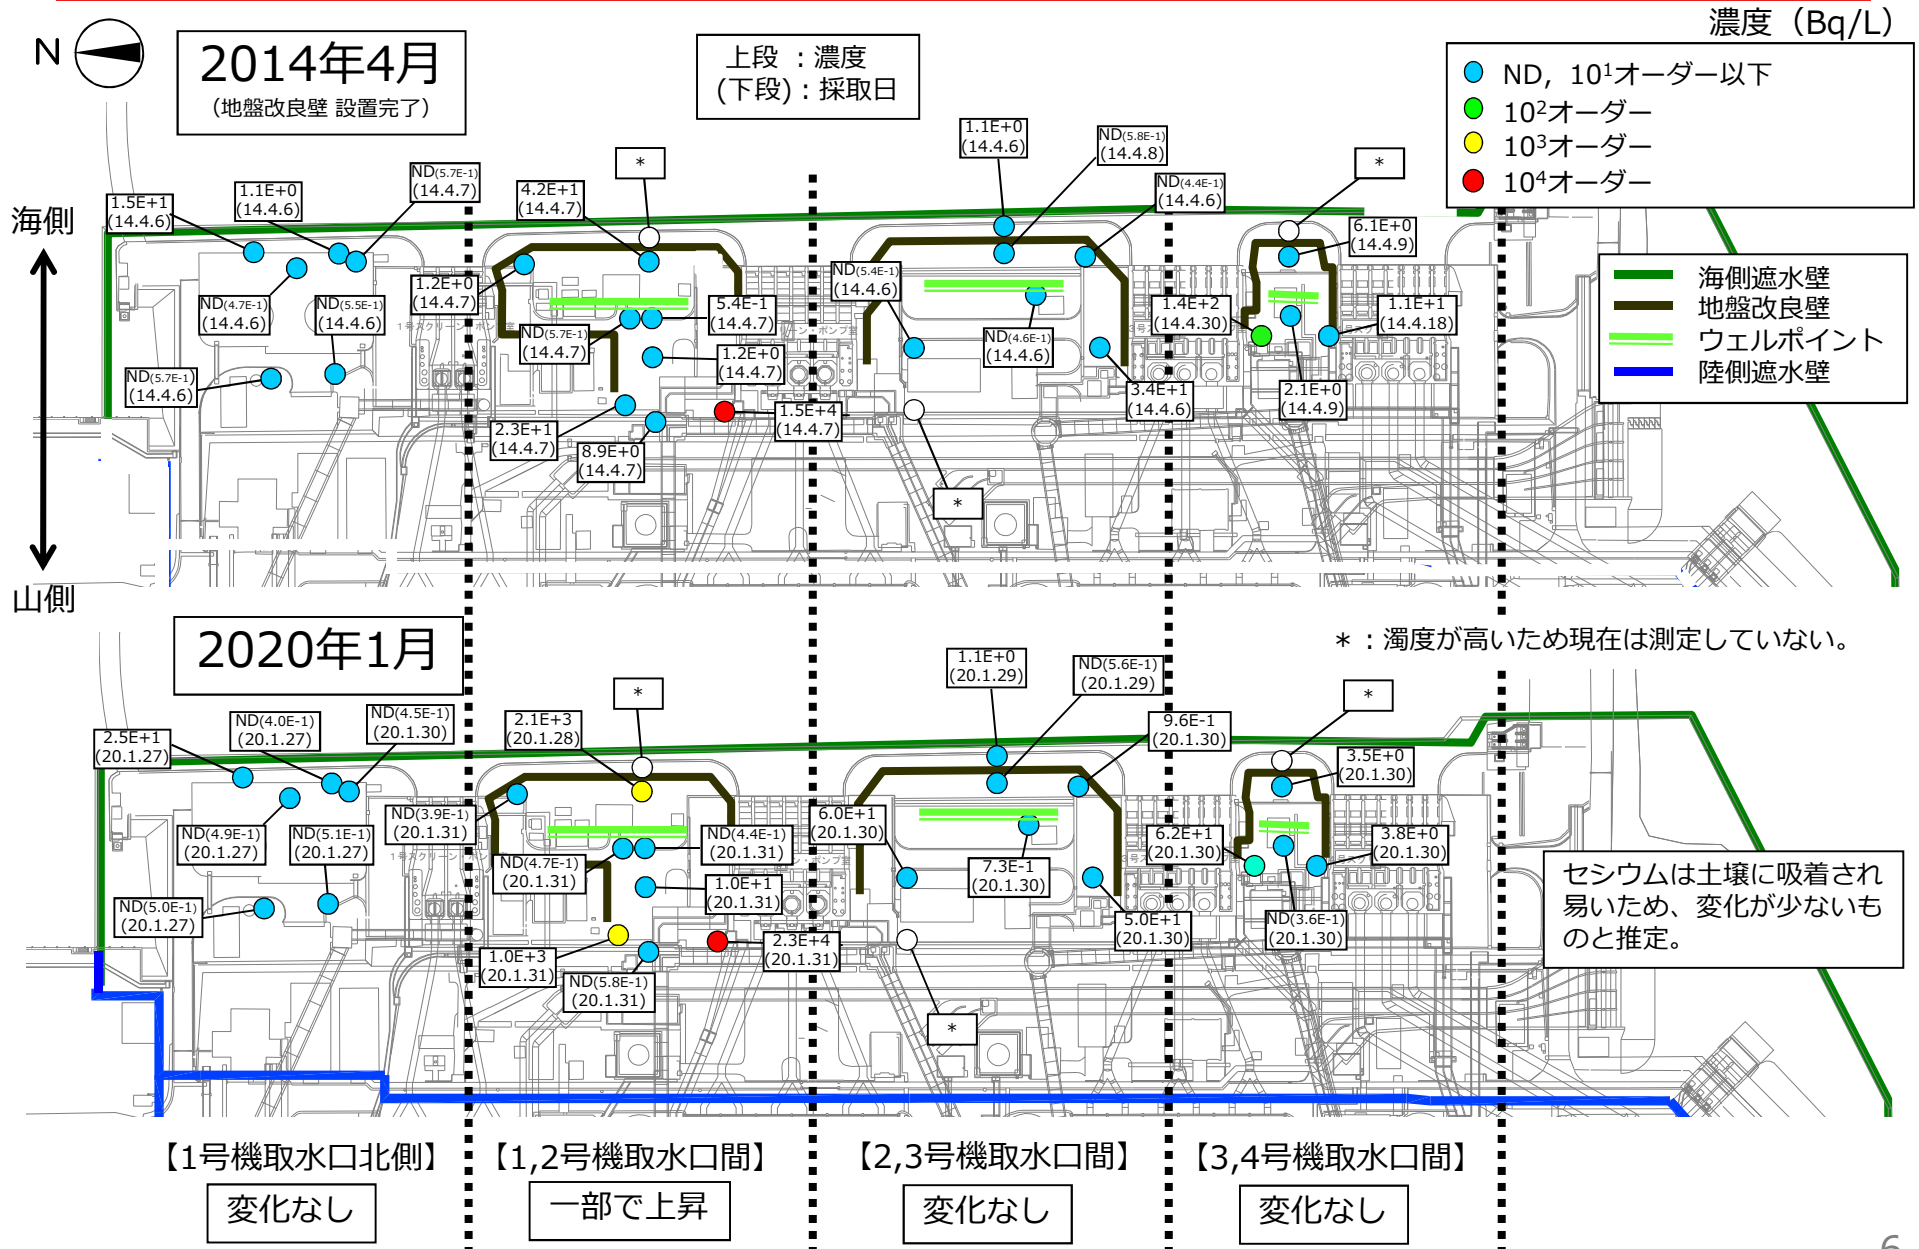 濃度（Bq/L）
N
2014年4月
（地盤改良壁 設置完了）
上段 ：濃度
(下段)：採取日
ND，10¹オーダー以下
10²オーダー
10³オーダー
10⁴オーダー
海側
山側
海側遮水壁
地盤改良壁
ウェルポイント
陸側遮水壁
1.5E+1
(14.4.6)
1.1E+0
(14.4.6)
ND(5.7E-1)
(14.4.7)
ND(4.7E-1)
(14.4.6)
ND(5.5E-1)
(14.4.6)
ND(5.7E-1)
(14.4.6)
4.2E+1
(14.4.7)
*
1.2E+0
(14.4.7)
ND(5.7E-1)
(14.4.7)
5.4E-1
(14.4.7)
1.2E+0
(14.4.7)
2.3E+1
(14.4.7)
8.9E+0
(14.4.7)
1.5E+4
(14.4.7)
1.1E+0
(14.4.6)
ND(5.8E-1)
(14.4.8)
ND(4.4E-1)
(14.4.6)
ND(5.4E-1)
(14.4.6)
ND(4.6E-1)
(14.4.6)
3.4E+1
(14.4.6)
*
*
6.1E+0
(14.4.9)
1.4E+2
(14.4.30)
1.1E+1
(14.4.18)
2.1E+0
(14.4.9)
2020年1月
*：濁度が高いため現在は測定していない。
2.5E+1
(20.1.27)
ND(4.0E-1)
(20.1.27)
ND(4.5E-1)
(20.1.30)
ND(4.9E-1)
(20.1.27)
ND(5.1E-1)
(20.1.27)
ND(5.0E-1)
(20.1.27)
2.1E+3
(20.1.28)
*
ND(3.9E-1)
(20.1.31)
ND(4.7E-1)
(20.1.31)
ND(4.4E-1)
(20.1.31)
1.0E+1
(20.1.31)
1.0E+3
(20.1.31)
ND(5.8E-1)
(20.1.31)
2.3E+4
(20.1.31)
1.1E+0
(20.1.29)
ND(5.6E-1)
(20.1.29)
9.6E-1
(20.1.30)
6.0E+1
(20.1.30)
7.3E-1
(20.1.30)
5.0E+1
(20.1.30)
*
*
3.5E+0
(20.1.30)
6.2E+1
(20.1.30)
3.8E+0
(20.1.30)
ND(3.6E-1)
(20.1.30)
セシウムは土壌に吸着され
易いため、変化が少ないも
のと推定。
【1号機取水口北側】
変化なし
【1,2号機取水口間】
一部で上昇
【2,3号機取水口間】
変化なし
【3,4号機取水口間】
変化なし
6